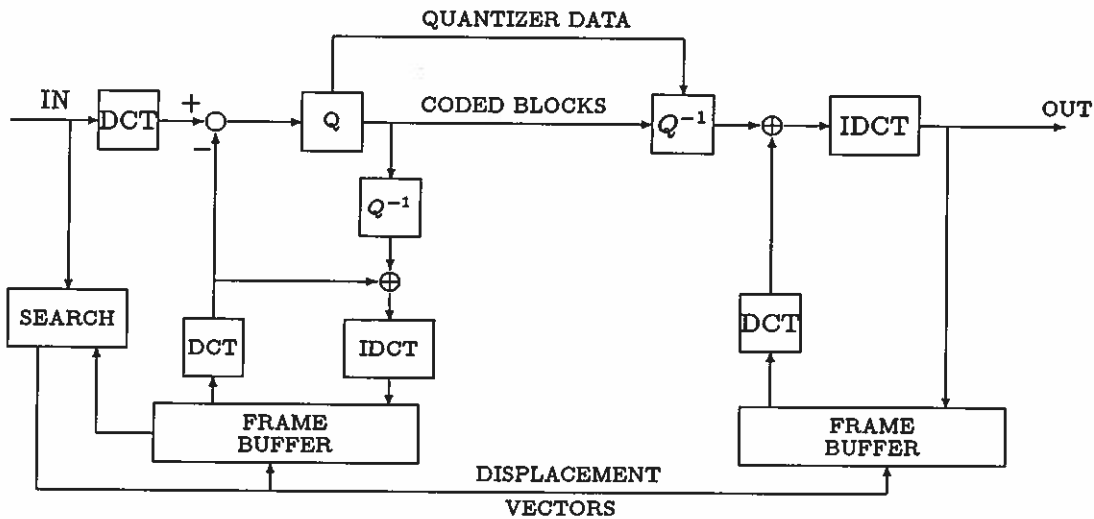 QUANTIZER DATA
IN
+
DCT
Q
CODED BLOCKS
Q⁻¹
IDCT
OUT
−
Q⁻¹
SEARCH
DCT
IDCT
DCT
FRAME
BUFFER
FRAME
BUFFER
DISPLACEMENT
VECTORS